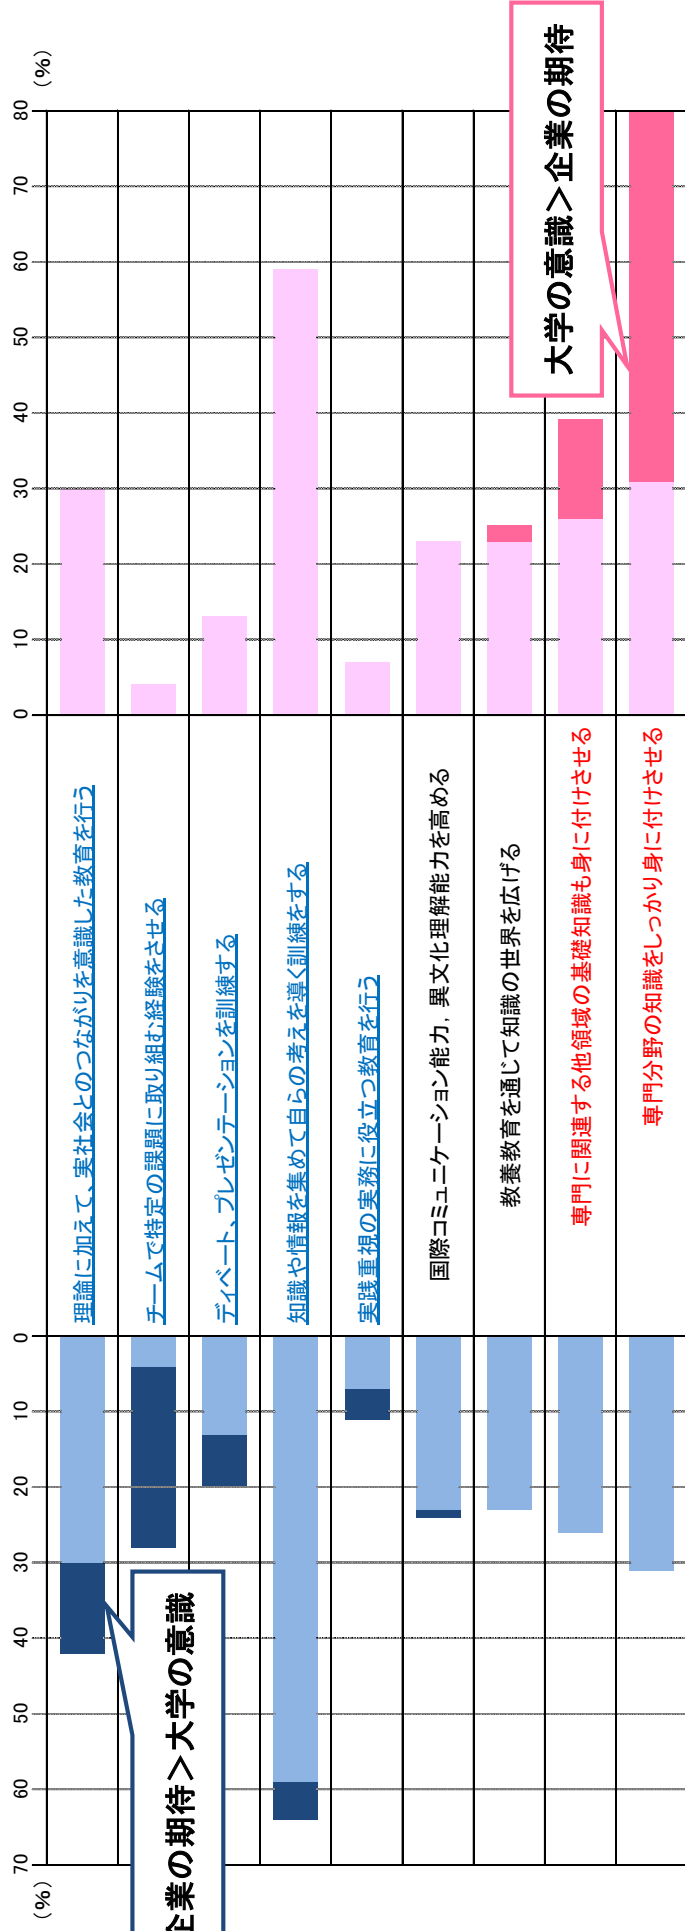 (%)
80
70
60
50
40
30
20
10
0
大学の意識＞企業の期待
理論に加えて、実社会とのつながりを意識した教育を行う
チームで特定の課題に取り組む経験をさせる
ディベート、プレゼンテーションを訓練する
知識や情報を集めて自らの考えを導く訓練をする
実践重視の実務に役立つ教育を行う
国際コミュニケーション能力，異文化理解能力を高める
教養教育を通じて知識の世界を広げる
専門に関連する他領域の基礎知識も身に付けさせる
専門分野の知識をしっかり身に付けさせる
0
10
20
30
40
50
60
70
(%)
企業の期待＞大学の意識